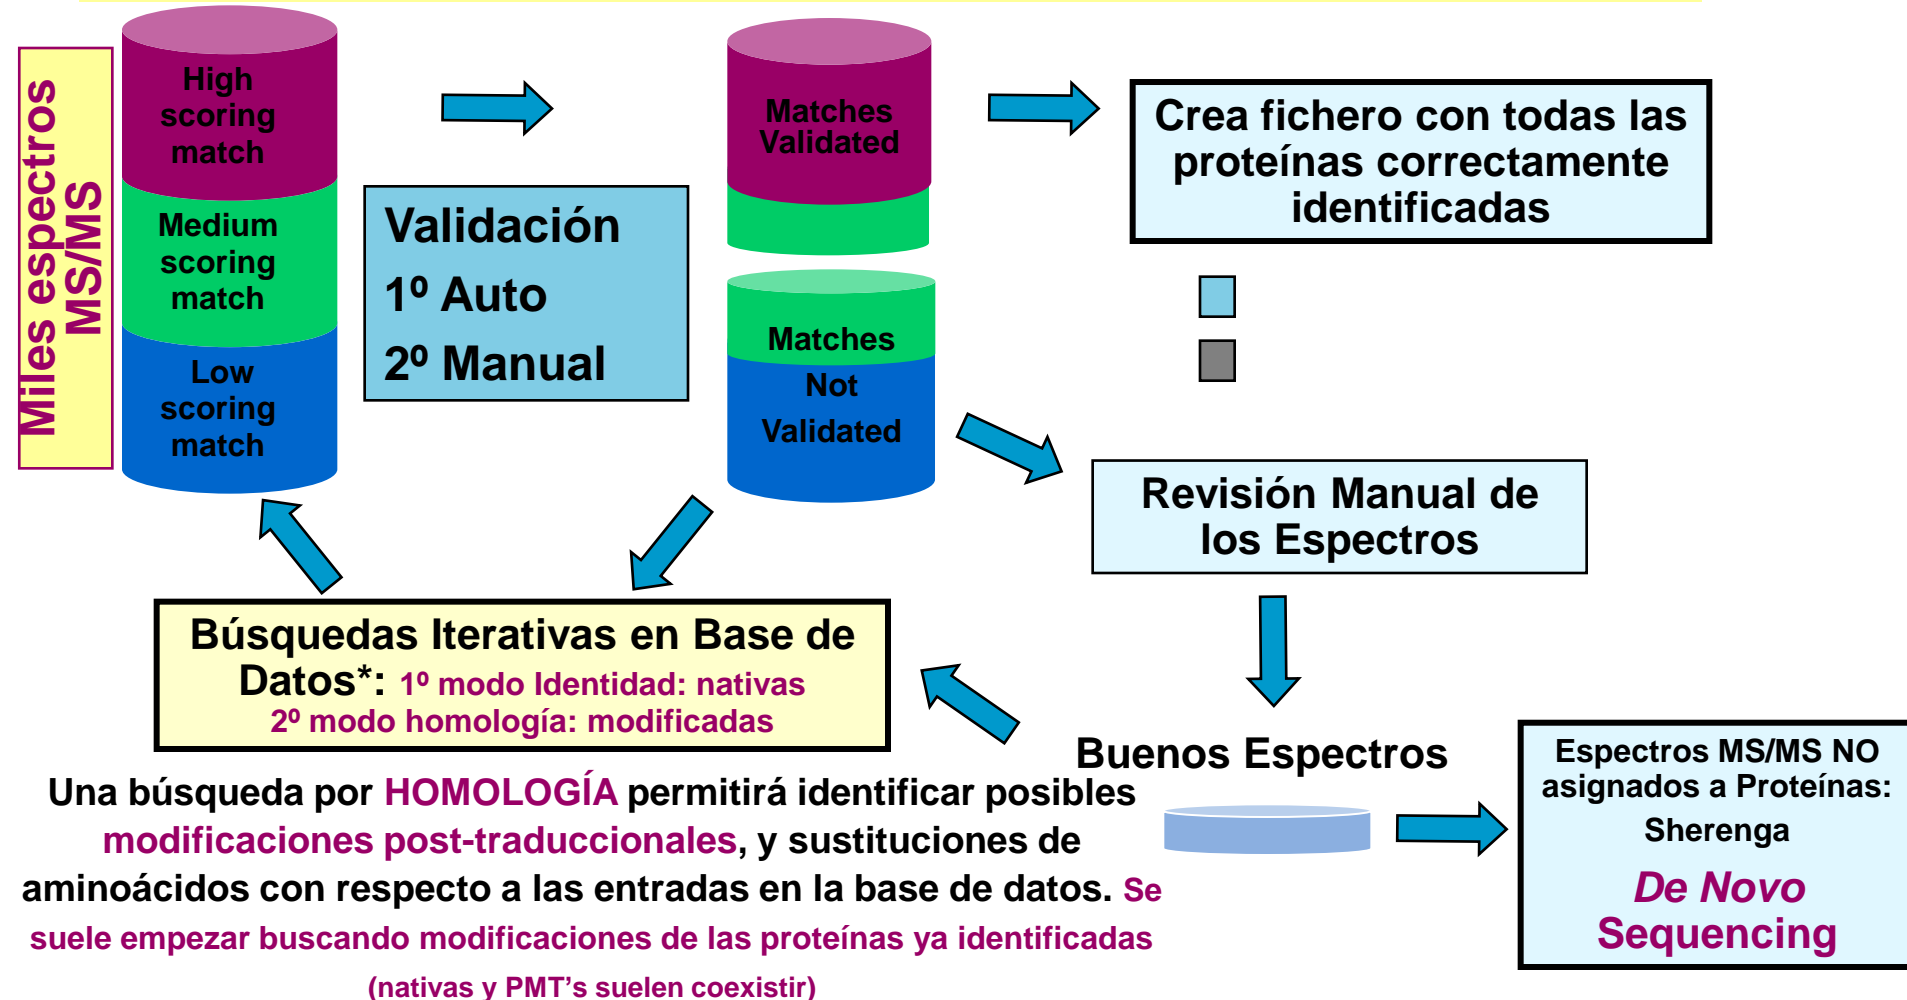 Miles espectros
MS/MS
High
scoring
match
Medium
scoring
match
Low
scoring
match
Validación
1º Auto
2º Manual
Matches
Validated
Matches
Not
Validated
Crea fichero con todas las
proteínas correctamente
identificadas
Revisión Manual de
los Espectros
Búsquedas Iterativas en Base de
Datos*: 1º modo Identidad: nativas
2º modo homología: modificadas
Buenos Espectros
Espectros MS/MS NO
asignados a Proteínas:
Sherenga
De Novo
Sequencing
Una búsqueda por HOMOLOGÍA permitirá identificar posibles
modificaciones post-traduccionales, y sustituciones de
aminoácidos con respecto a las entradas en la base de datos. Se
suele empezar buscando modificaciones de las proteínas ya identificadas
(nativas y PMT's suelen coexistir)